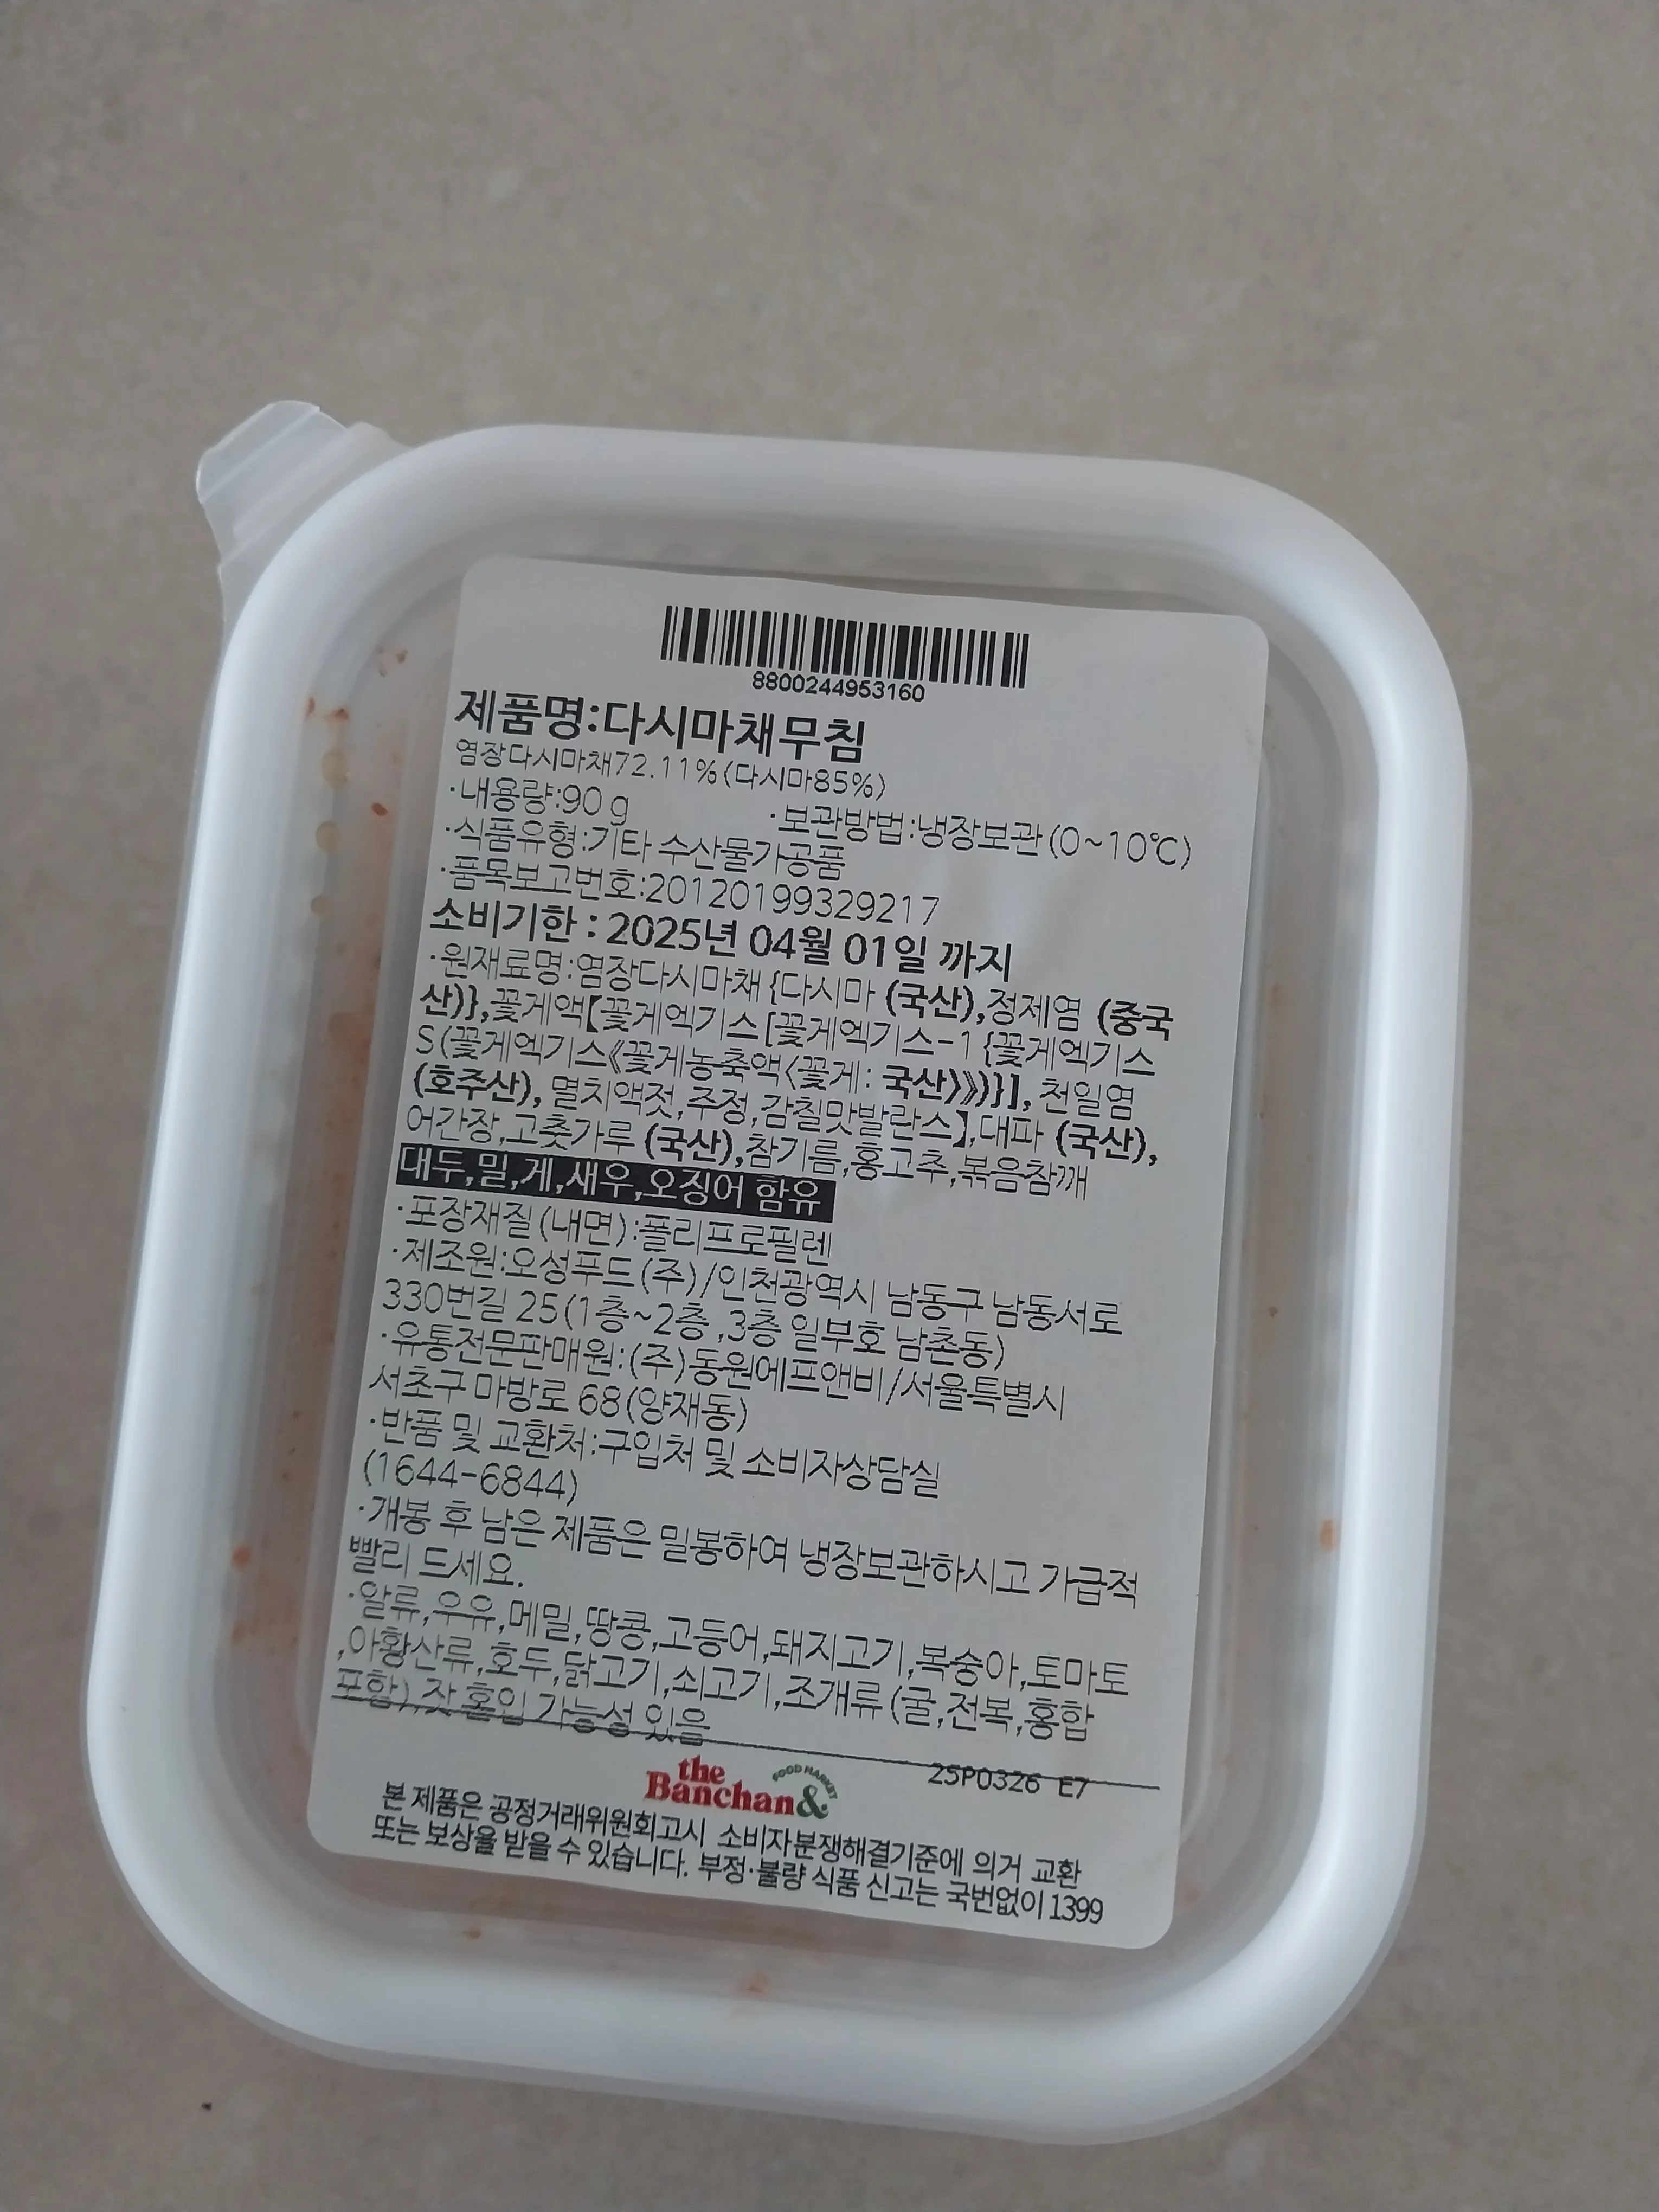 8800244953160
제품명:다시마채무침
염장다시마채72.11%(다시마85%)
·내용량:90 g ·보관방법:냉장보관(0~10℃)
·식품유형:기타 수산물가공품
·품목보고번호:20120199329217
소비기한 : 2025년 04월 01일 까지
·원재료명:염장다시마채{다시마 (국산),정제염 (중국
산)},꽃게액【꽃게엑기스[꽃게엑기스-1{꽃게엑기스
S(꽃게엑기스《꽃게농축액〈꽃게: 국산〉》)}], 천일염
(호주산), 멸치액젓,주정,감칠맛발란스】,대파 (국산),
어간장,고춧가루 (국산),참기름,홍고추,볶음참깨
대두,밀,게,새우,오징어 함유
·포장재질(내면):폴리프로필렌
·제조원:오성푸드(주)/인천광역시 남동구 남동서로
330번길 25(1층~2층 ,3층 일부호 남촌동)
·유통전문판매원:(주)동원에프앤비/서울특별시
서초구 마방로 68(양재동)
·반품 및 교환처:구입처 및 소비자상담실
(1644-6844)
·개봉 후 남은 제품은 밀봉하여 냉장보관하시고 가급적
빨리 드세요.
·알류,우유,메밀,땅콩,고등어,돼지고기,복숭아,토마토
,아황산류,호두,닭고기,쇠고기,조개류(굴,전복,홍합
포함),잣 혼입 가능성 있음
25P0326 E7
the
Banchan&
FOOD MARKET
본 제품은 공정거래위원회고시 소비자분쟁해결기준에 의거 교환
또는 보상을 받을 수 있습니다. 부정·불량 식품 신고는 국번없이 1399